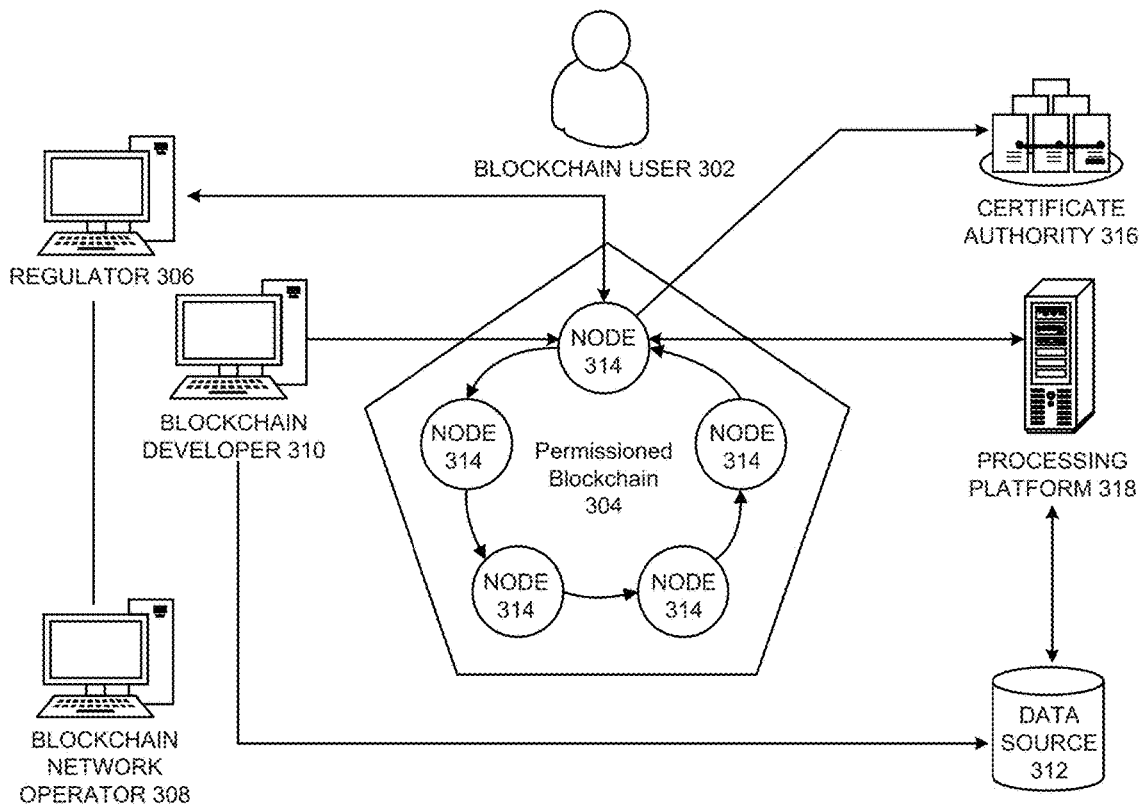 BLOCKCHAIN USER 302
CERTIFICATE
AUTHORITY 316
REGULATOR 306
BLOCKCHAIN
DEVELOPER 310
NODE
314
NODE
314
NODE
314
Permissioned
Blockchain
304
NODE
314
NODE
314
PROCESSING
PLATFORM 318
BLOCKCHAIN
NETWORK
OPERATOR 308
DATA
SOURCE
312